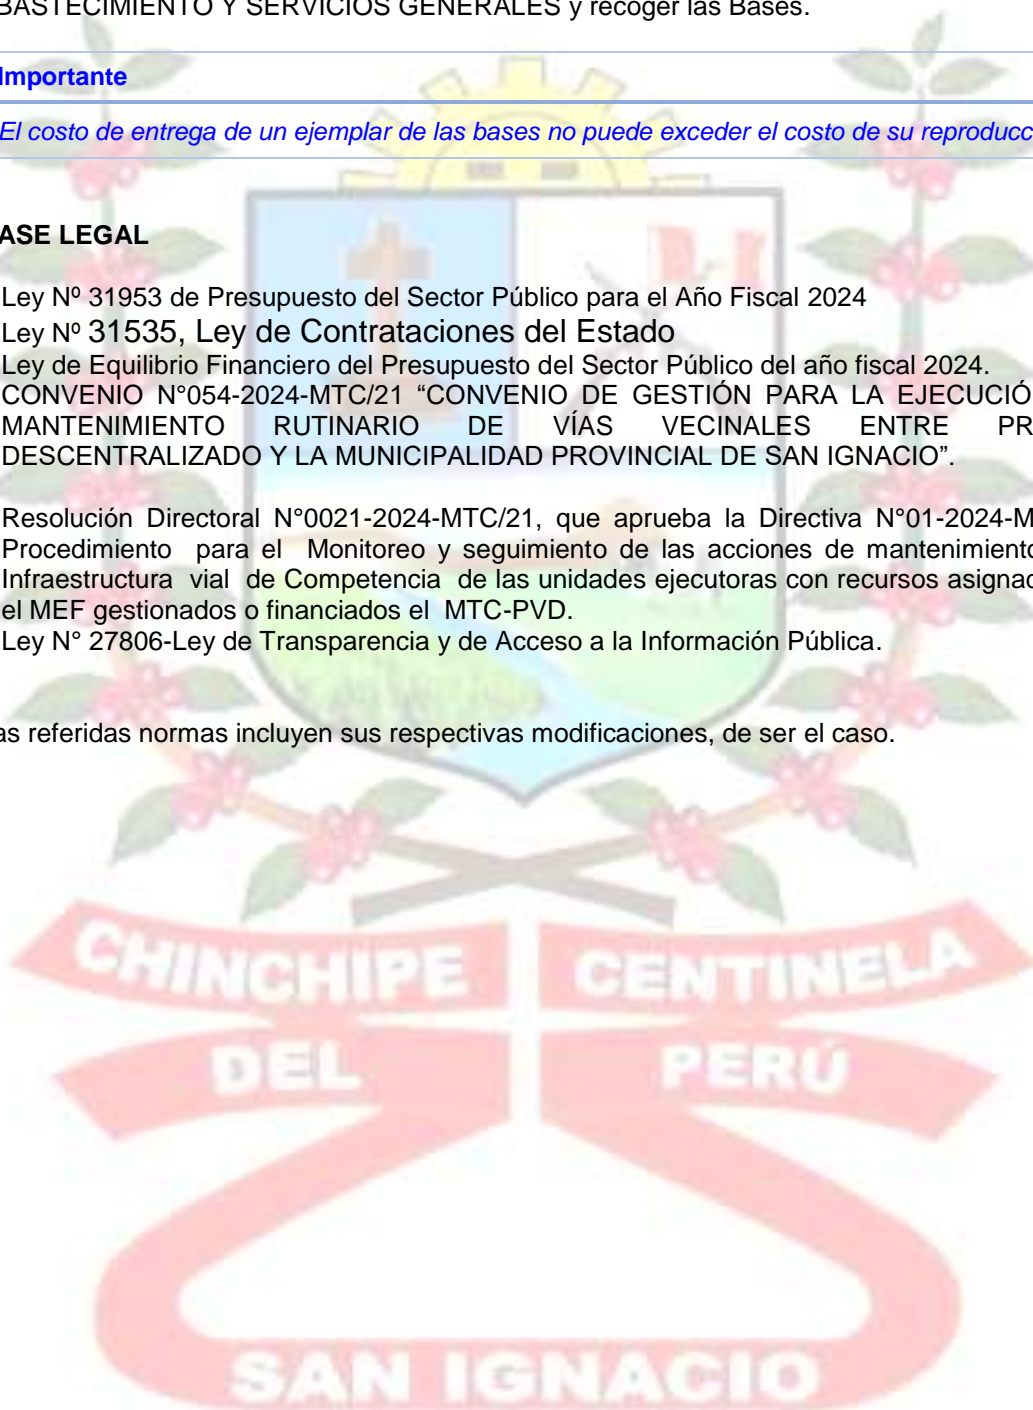 BASTECIMIENTO Y SERVICIOS GENERALES y recoger las Bases.
Importante
El costo de entrega de un ejemplar de las bases no puede exceder el costo de su reproducc
ASE LEGAL
Ley Nº 31953 de Presupuesto del Sector Público para el Año Fiscal 2024
Ley Nº 31535, Ley de Contrataciones del Estado
Ley de Equilibrio Financiero del Presupuesto del Sector Público del año fiscal 2024.
CONVENIO N°054-2024-MTC/21 “CONVENIO DE GESTIÓN PARA LA EJECUCIÓ
MANTENIMIENTO RUTINARIO DE VÍAS VECINALES ENTRE PR
DESCENTRALIZADO Y LA MUNICIPALIDAD PROVINCIAL DE SAN IGNACIO”.
Resolución Directoral N°0021-2024-MTC/21, que aprueba la Directiva N°01-2024-M
Procedimiento para el Monitoreo y seguimiento de las acciones de mantenimiento
Infraestructura vial de Competencia de las unidades ejecutoras con recursos asignad
el MEF gestionados o financiados el MTC-PVD.
Ley N° 27806-Ley de Transparencia y de Acceso a la Información Pública.
as referidas normas incluyen sus respectivas modificaciones, de ser el caso.
CHINCHIPE CENTINELA
DEL PERÚ
SAN IGNACIO